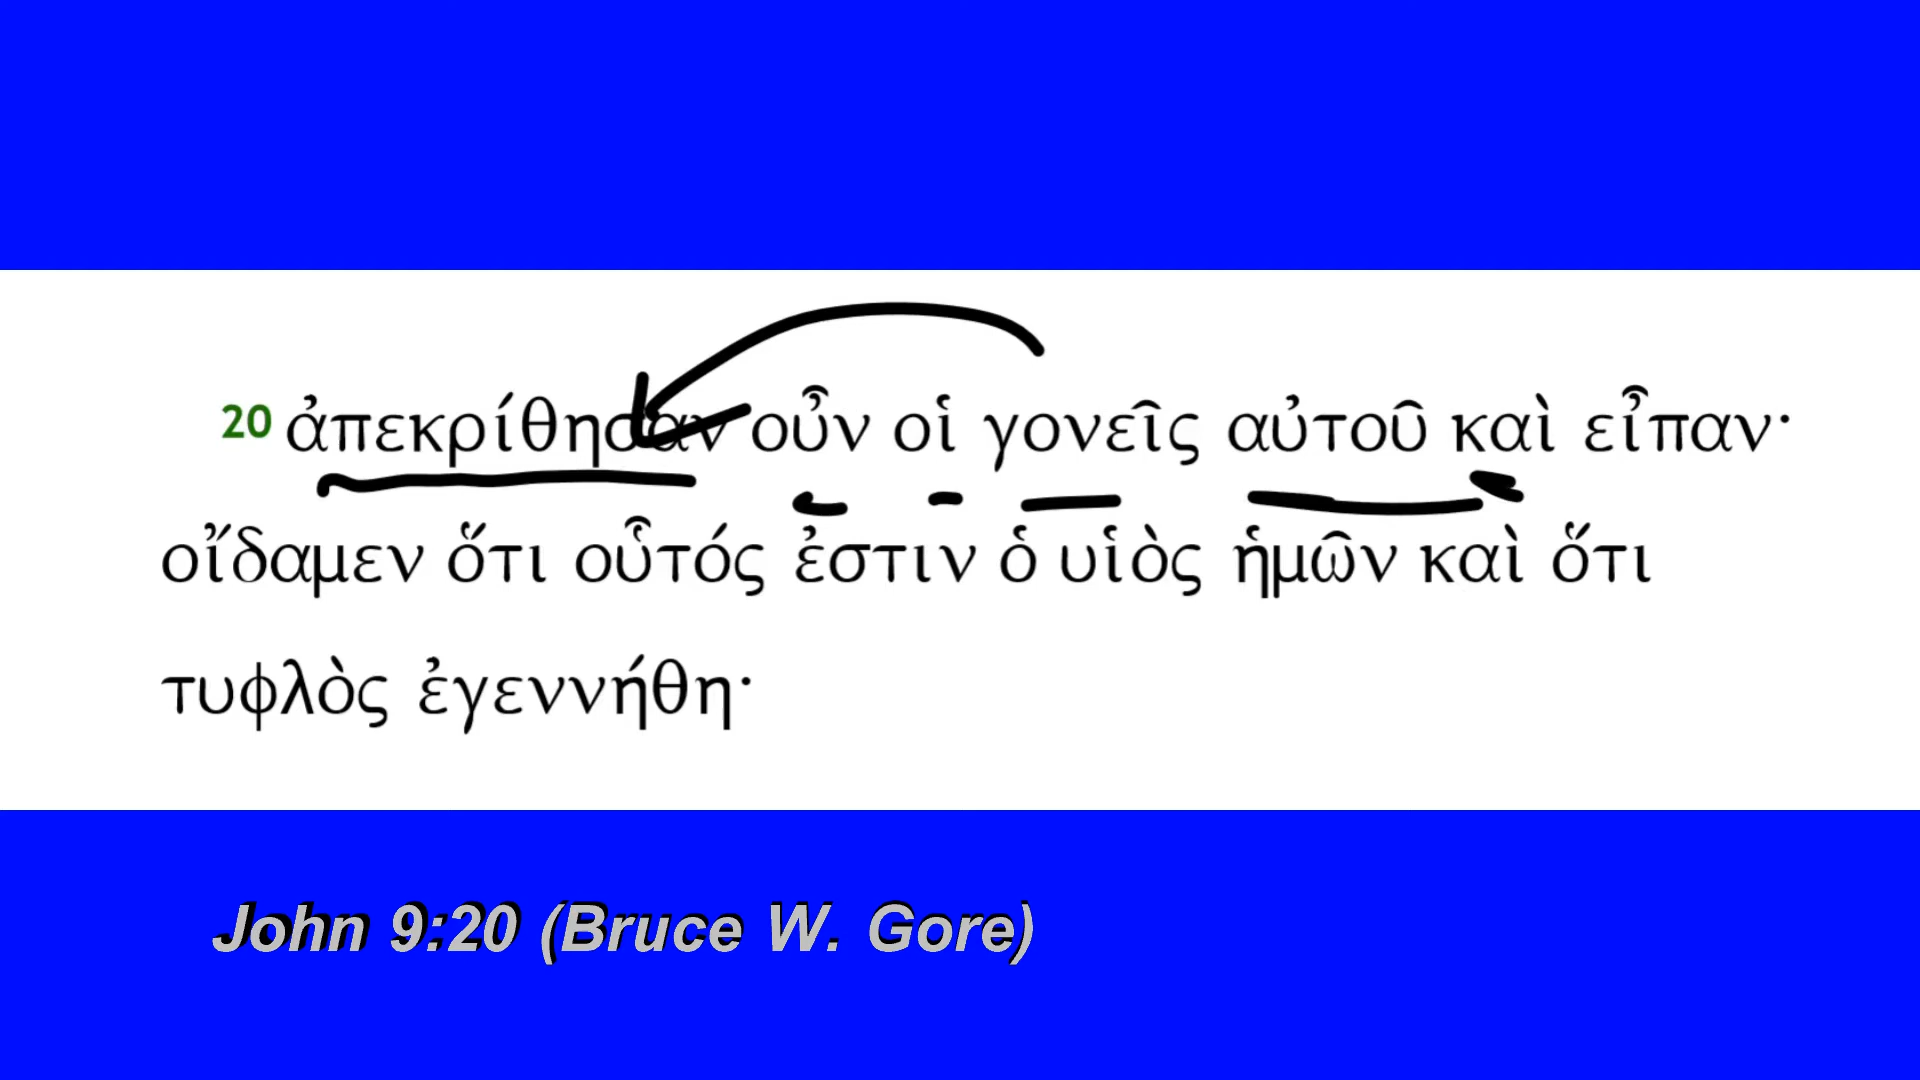 20 ἀπεκρίθησαν οὖν οἱ γονεῖς αὐτοῦ καὶ εἶπαν·
οἴδαμεν ὅτι οὗτός ἐστιν ὁ υἱὸς ἡμῶν καὶ ὅτι
τυφλὸς ἐγεννήθη·
John 9:20 (Bruce W. Gore)